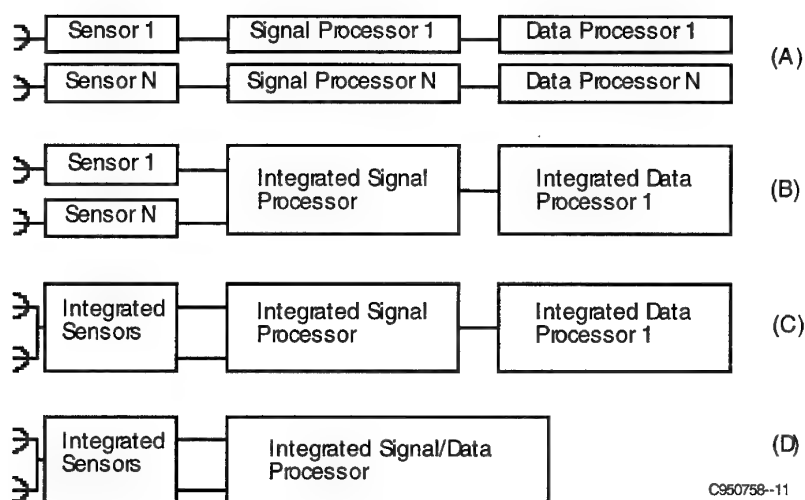 Sensor 1 Signal Processor 1 Data Processor 1
(A)
Sensor N Signal Processor N Data Processor N
Sensor 1
Integrated Signal Processor
Integrated Data Processor 1
(B)
Sensor N
Integrated Sensors
Integrated Signal Processor
Integrated Data Processor 1
(C)
Integrated Sensors
Integrated Signal/Data Processor
(D)
C950758--11